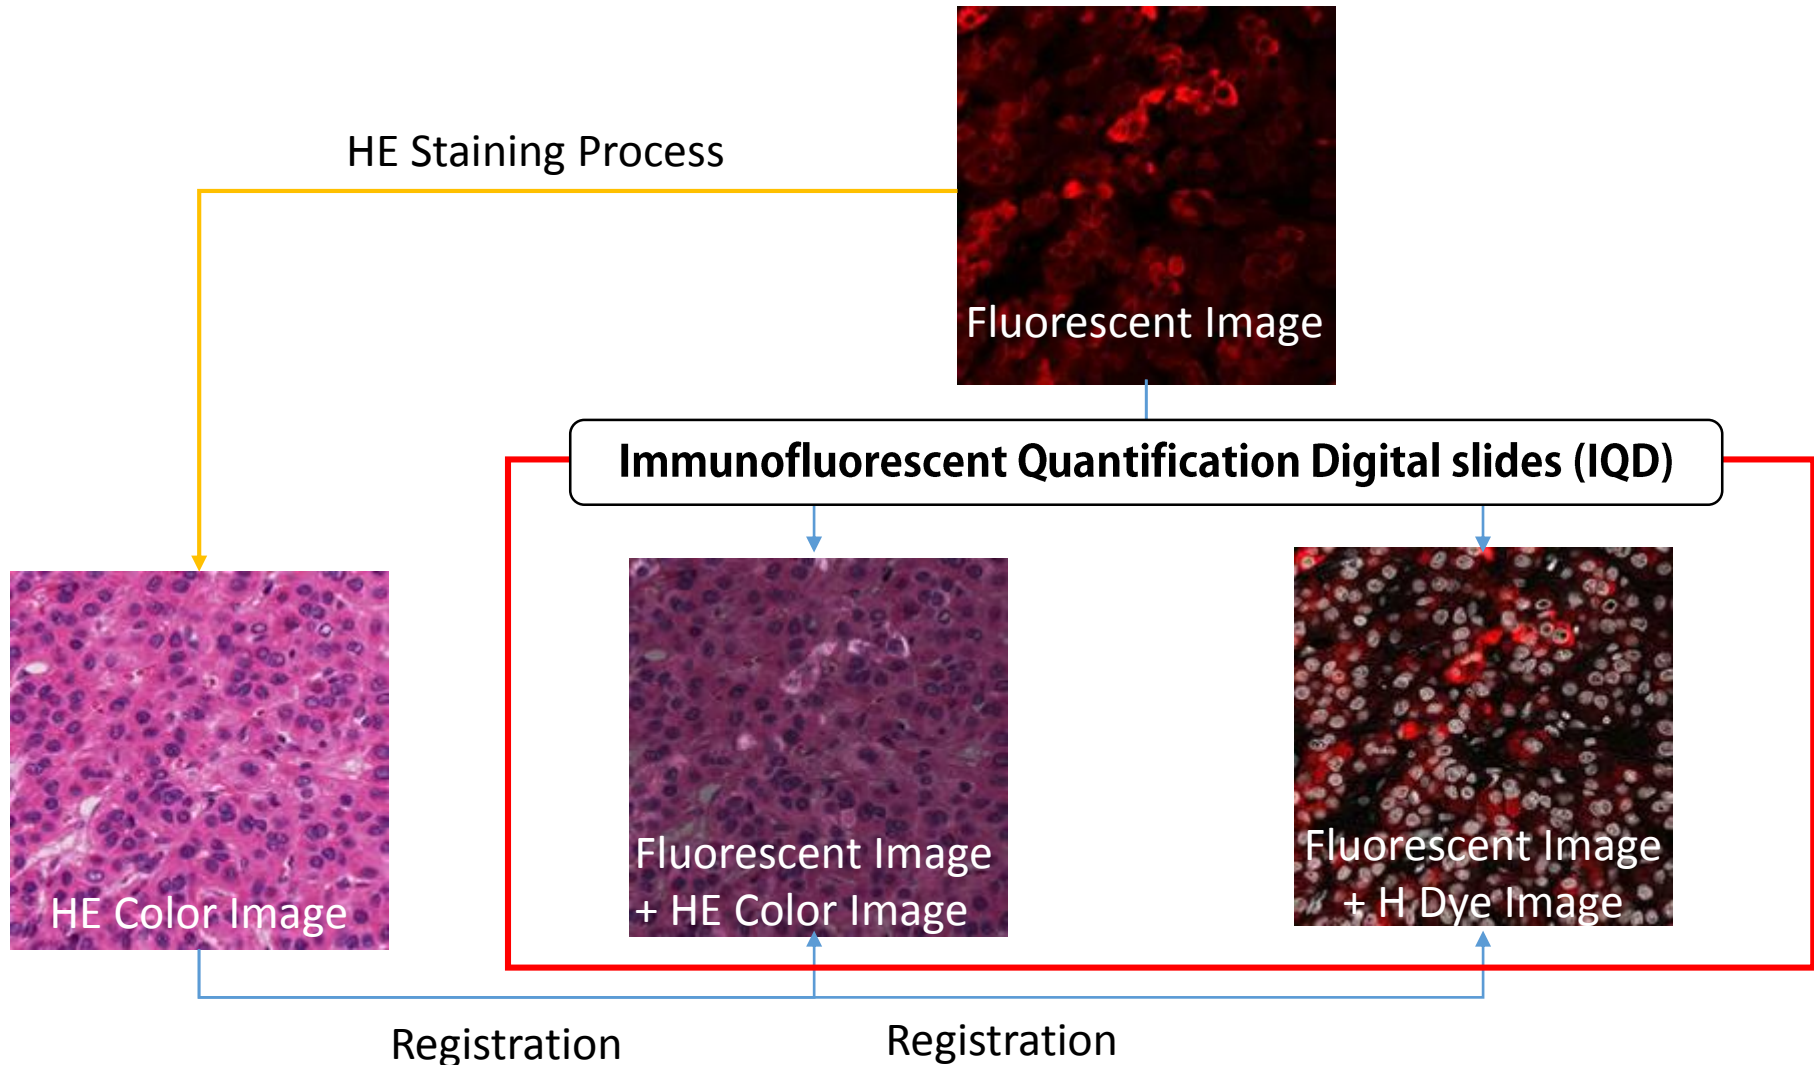 HE Staining Process
Fluorescent Image
Immunofluorescent Quantification Digital slides (IQD)
HE Color Image
Fluorescent Image
+ HE Color Image
Fluorescent Image
+ H Dye Image
Registration
Registration